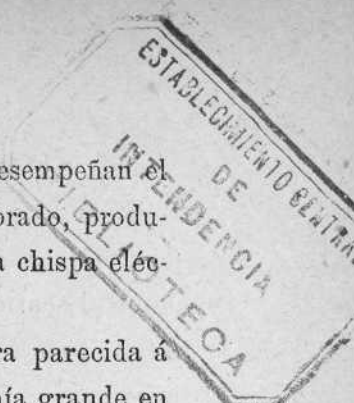 esempeñan el
orado, produ-
a chispa eléc-
ra parecida á
ía grande en
ESTABLECIMIENTO CENTRAL
DE
INTENDENCIA
BIBLIOTECA